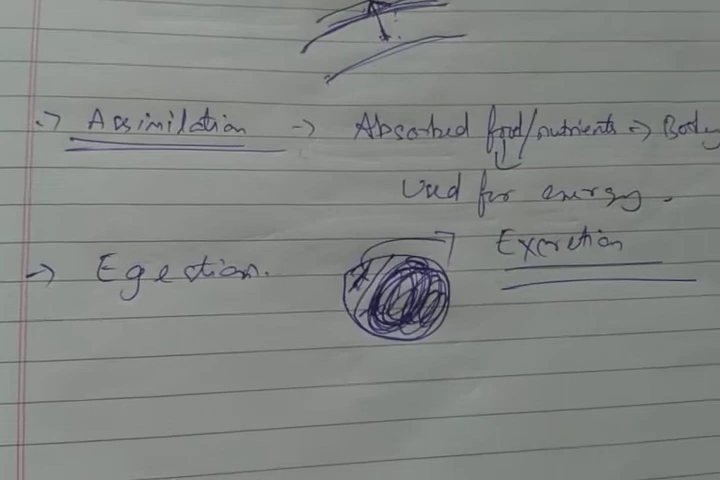 -> Assimilation -> Absorbed food/nutrients -> Body
Used for energy.
Excretion
-> Egestion.